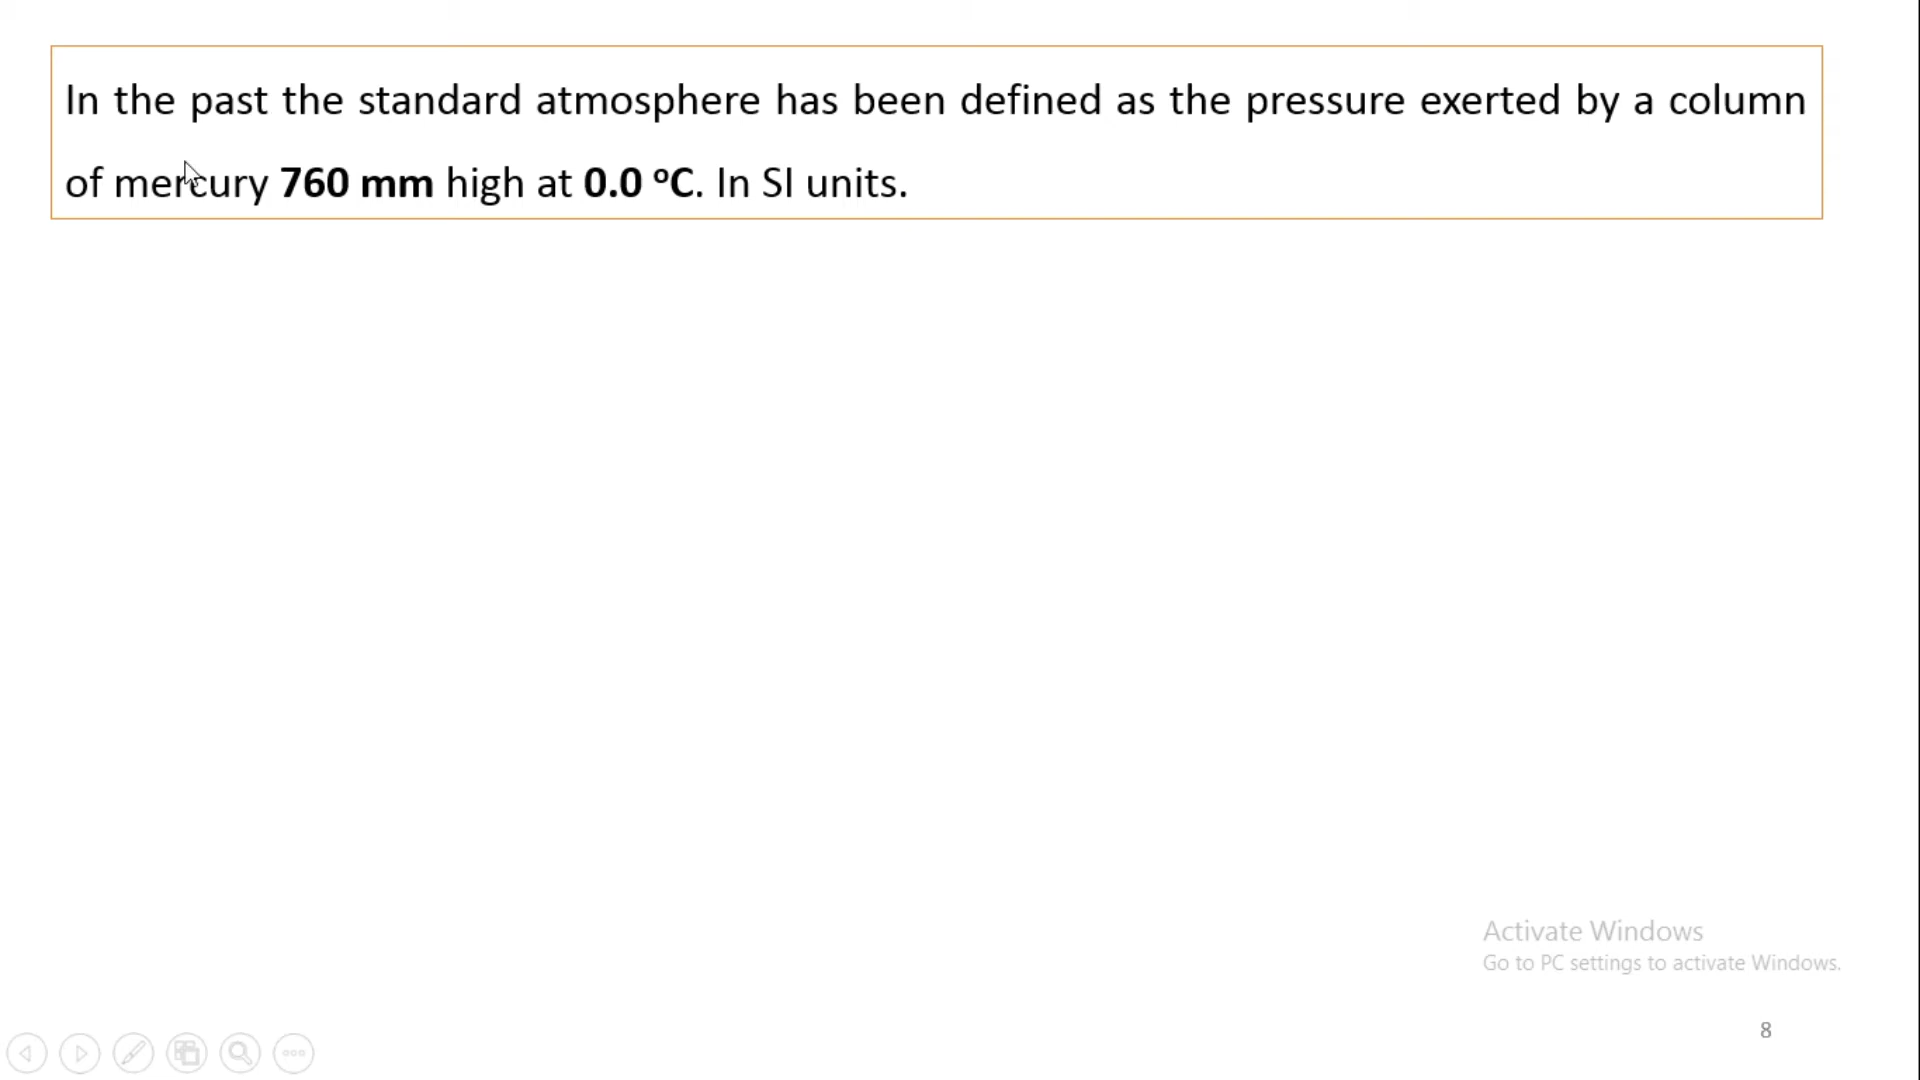 In the past the standard atmosphere has been defined as the pressure exerted by a column
of mercury 760 mm high at 0.0 ºC. In SI units.
Activate Windows
Go to PC settings to activate Windows.
8